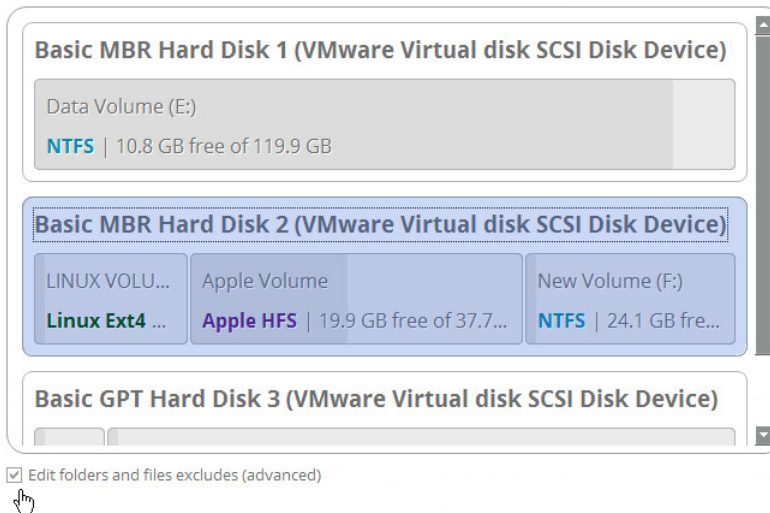 Basic MBR Hard Disk 1 (VMware Virtual disk SCSI Disk Device)
Data Volume (E:)
NTFS | 10.8 GB free of 119.9 GB
Basic MBR Hard Disk 2 (VMware Virtual disk SCSI Disk Device)
LINUX VOLU... Apple Volume New Volume (F:)
Linux Ext4 ... Apple HFS | 19.9 GB free of 37.7... NTFS | 24.1 GB fre...
Basic GPT Hard Disk 3 (VMware Virtual disk SCSI Disk Device)
Edit folders and files excludes (advanced)